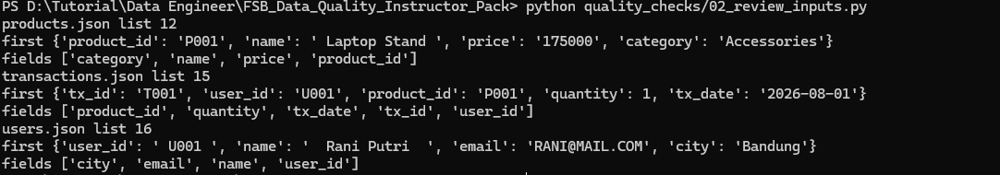 PS D:\Tutorial\Data Engineer\FSB_Data_Quality_Instructor_Pack> python quality_checks/02_review_inputs.py
products.json list 12
first {'product_id': 'P001', 'name': ' Laptop Stand ', 'price': '175000', 'category': 'Accessories'}
fields ['category', 'name', 'price', 'product_id']
transactions.json list 15
first {'tx_id': 'T001', 'user_id': 'U001', 'product_id': 'P001', 'quantity': 1, 'tx_date': '2026-08-01'}
fields ['product_id', 'quantity', 'tx_date', 'tx_id', 'user_id']
users.json list 16
first {'user_id': ' U001 ', 'name': '  Rani Putri  ', 'email': 'RANI@MAIL.COM', 'city': 'Bandung'}
fields ['city', 'email', 'name', 'user_id']